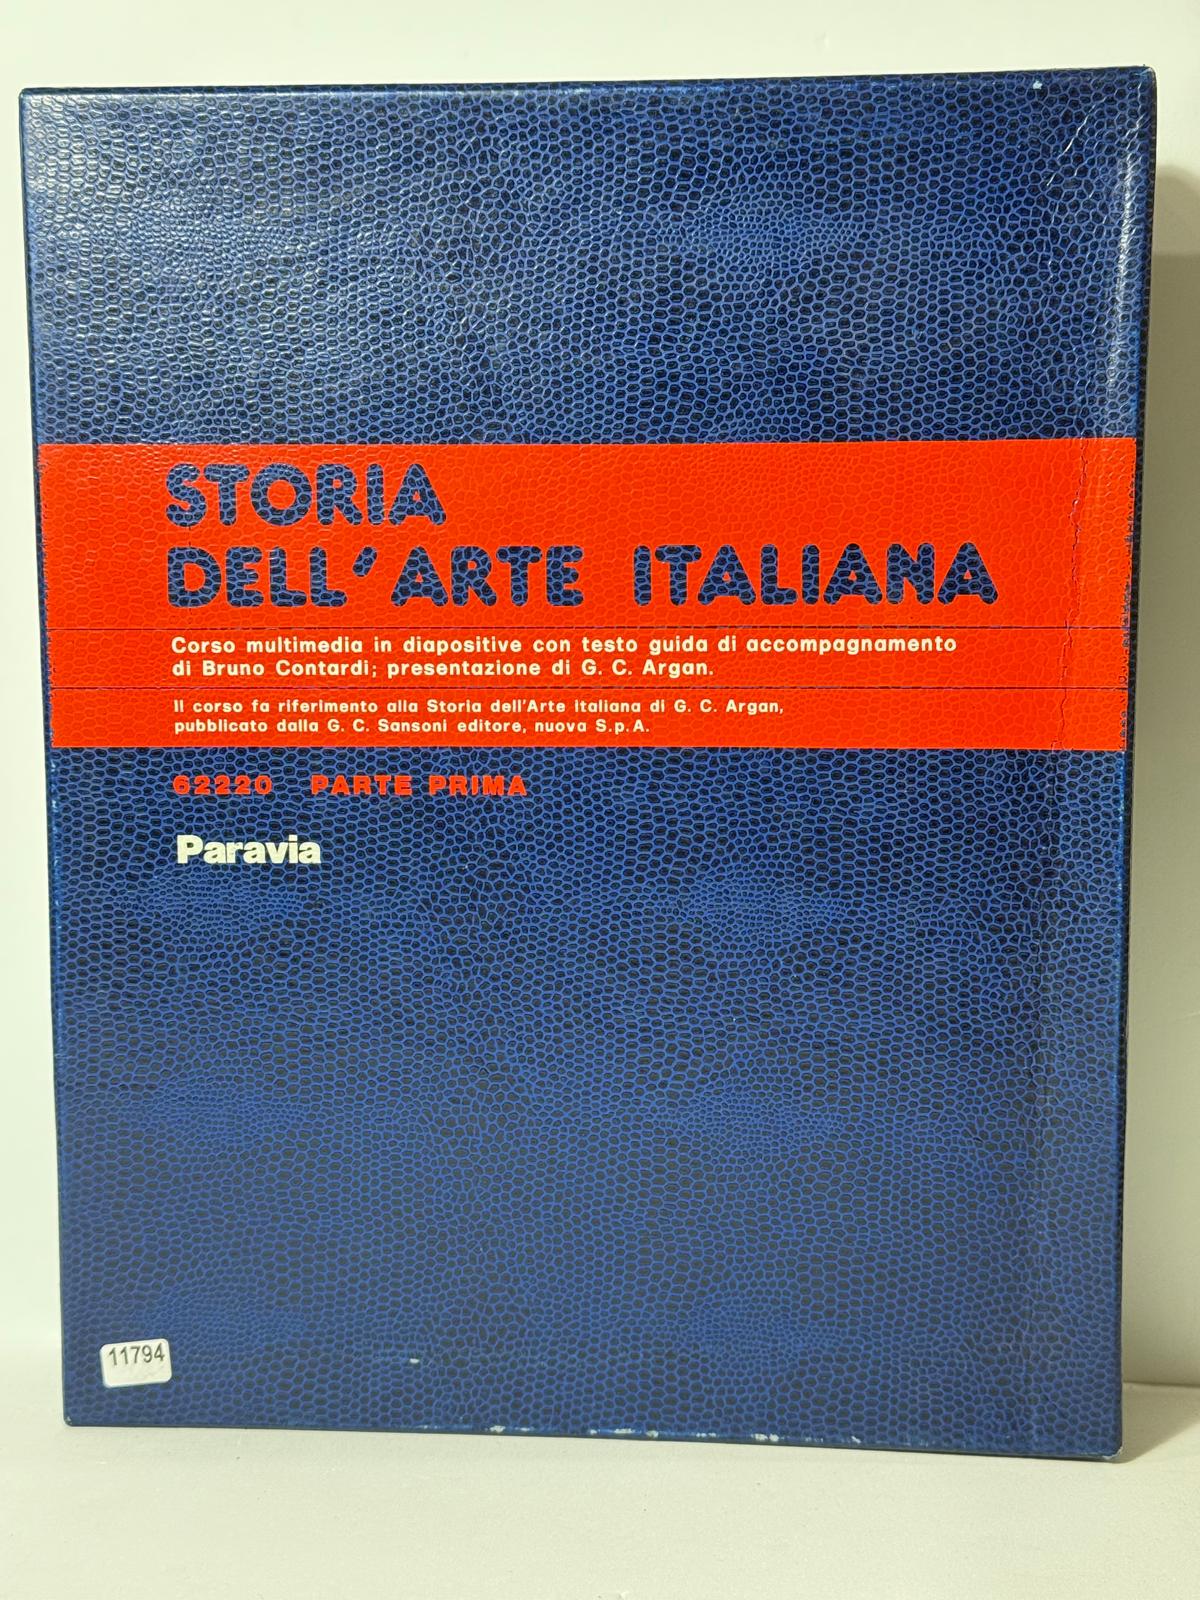 STORIA
DELL'ARTE ITALIANA
Corso multimedia in diapositive con testo guida di accompagnamento
di Bruno Contardi; presentazione di G. C. Argan.
Il corso fa riferimento alla Storia dell'Arte italiana di G. C. Argan,
pubblicato dalla G. C. Sansoni editore, nuova S.p.A.
62220 PARTE PRIMA
Paravia
11794